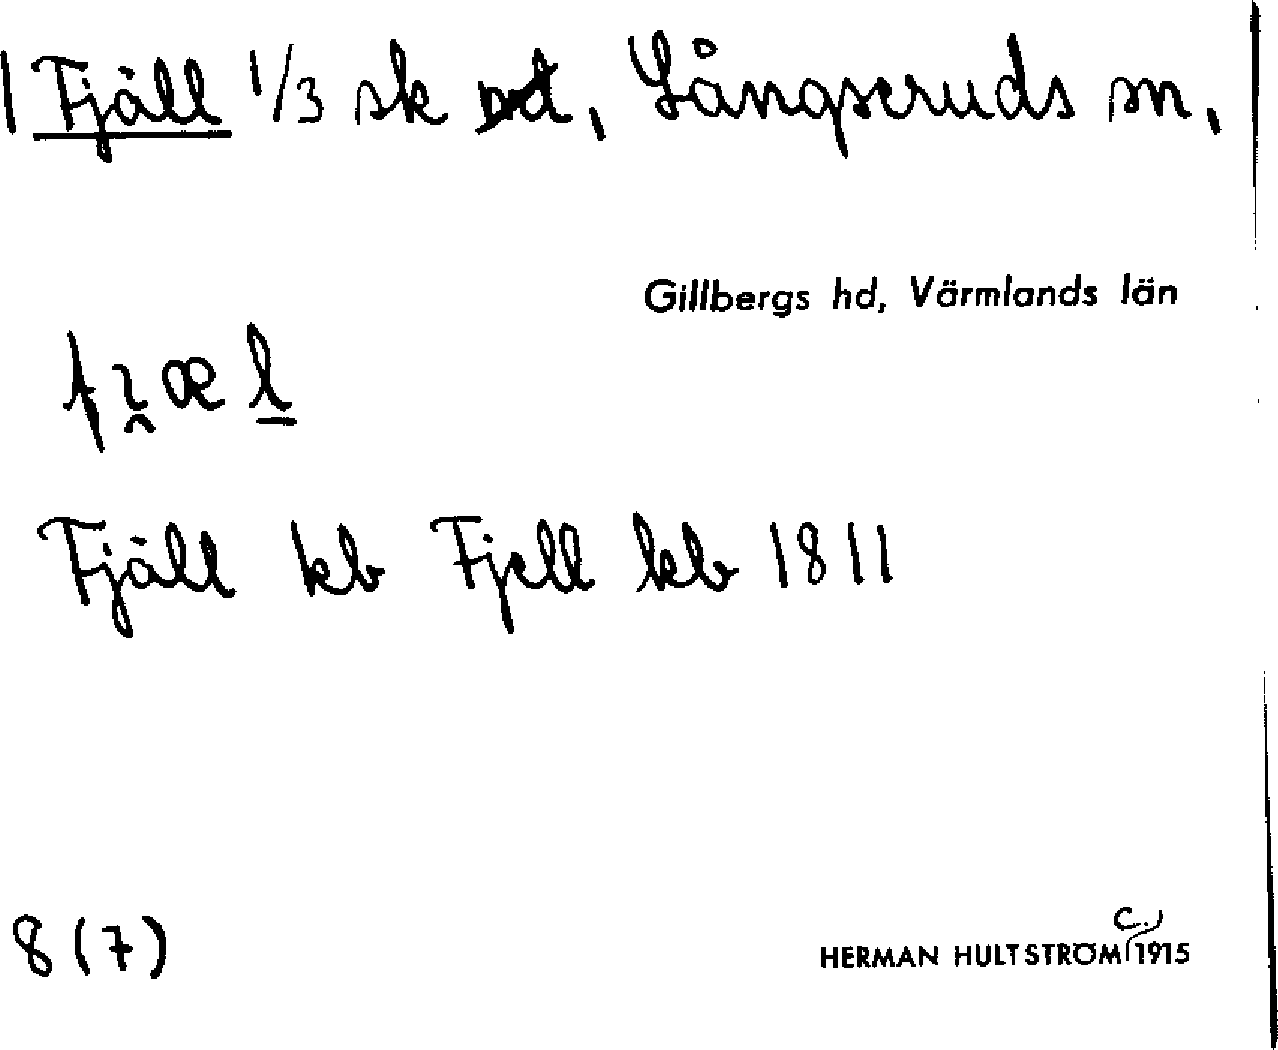 1 Fjäll 1/3 sk, Långseruds sn,
Gillbergs hd, Värmlands län
Fjäll kb Fjell kb 1811
8 (7)
HERMAN HULTSTRÖM (c.) 1915